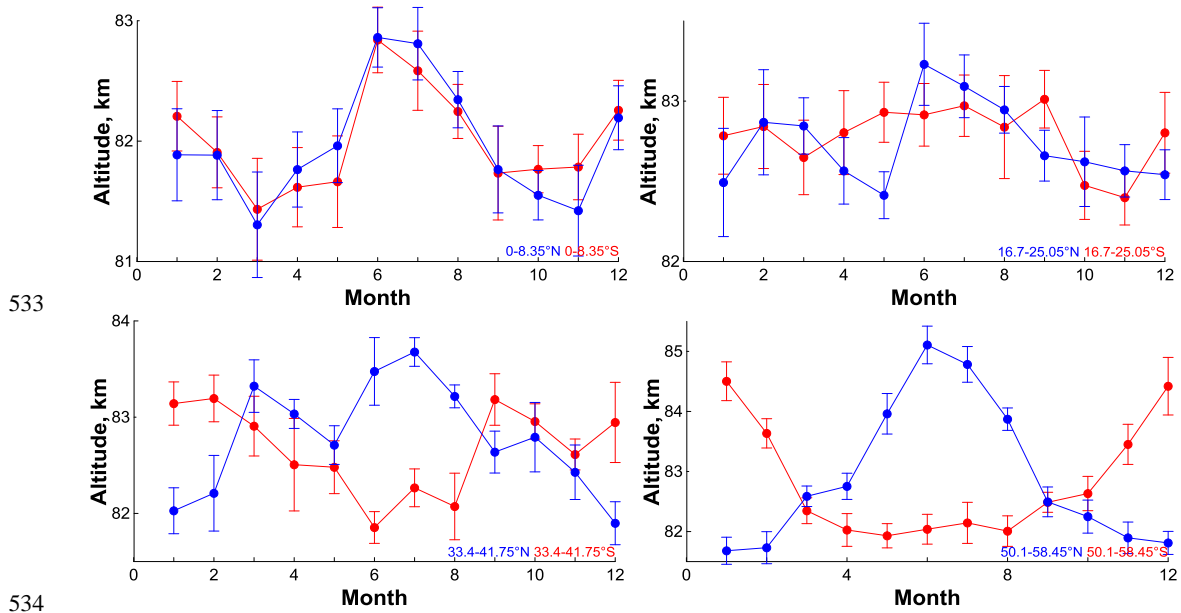 83
82
81
Altitude, km
0 2 4 6 8 10 12
Month
0-8.35°N 0-8.35°S
83
82
Altitude, km
0 2 4 6 8 10 12
Month
16.7-25.05°N 16.7-25.05°S
533
84
83
82
Altitude, km
0 2 4 6 8 10 12
Month
33.4-41.75°N 33.4-41.75°S
85
84
83
82
Altitude, km
0 4 8 12
Month
50.1-58.45°N 50.1-58.45°S
534